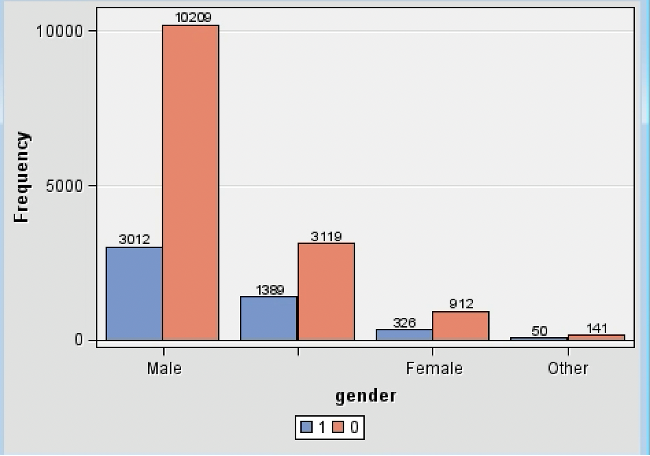 10209
10000
Frequency
5000
3012
3119
1389
912
326
50
141
0
Male
Female
Other
gender
1 0